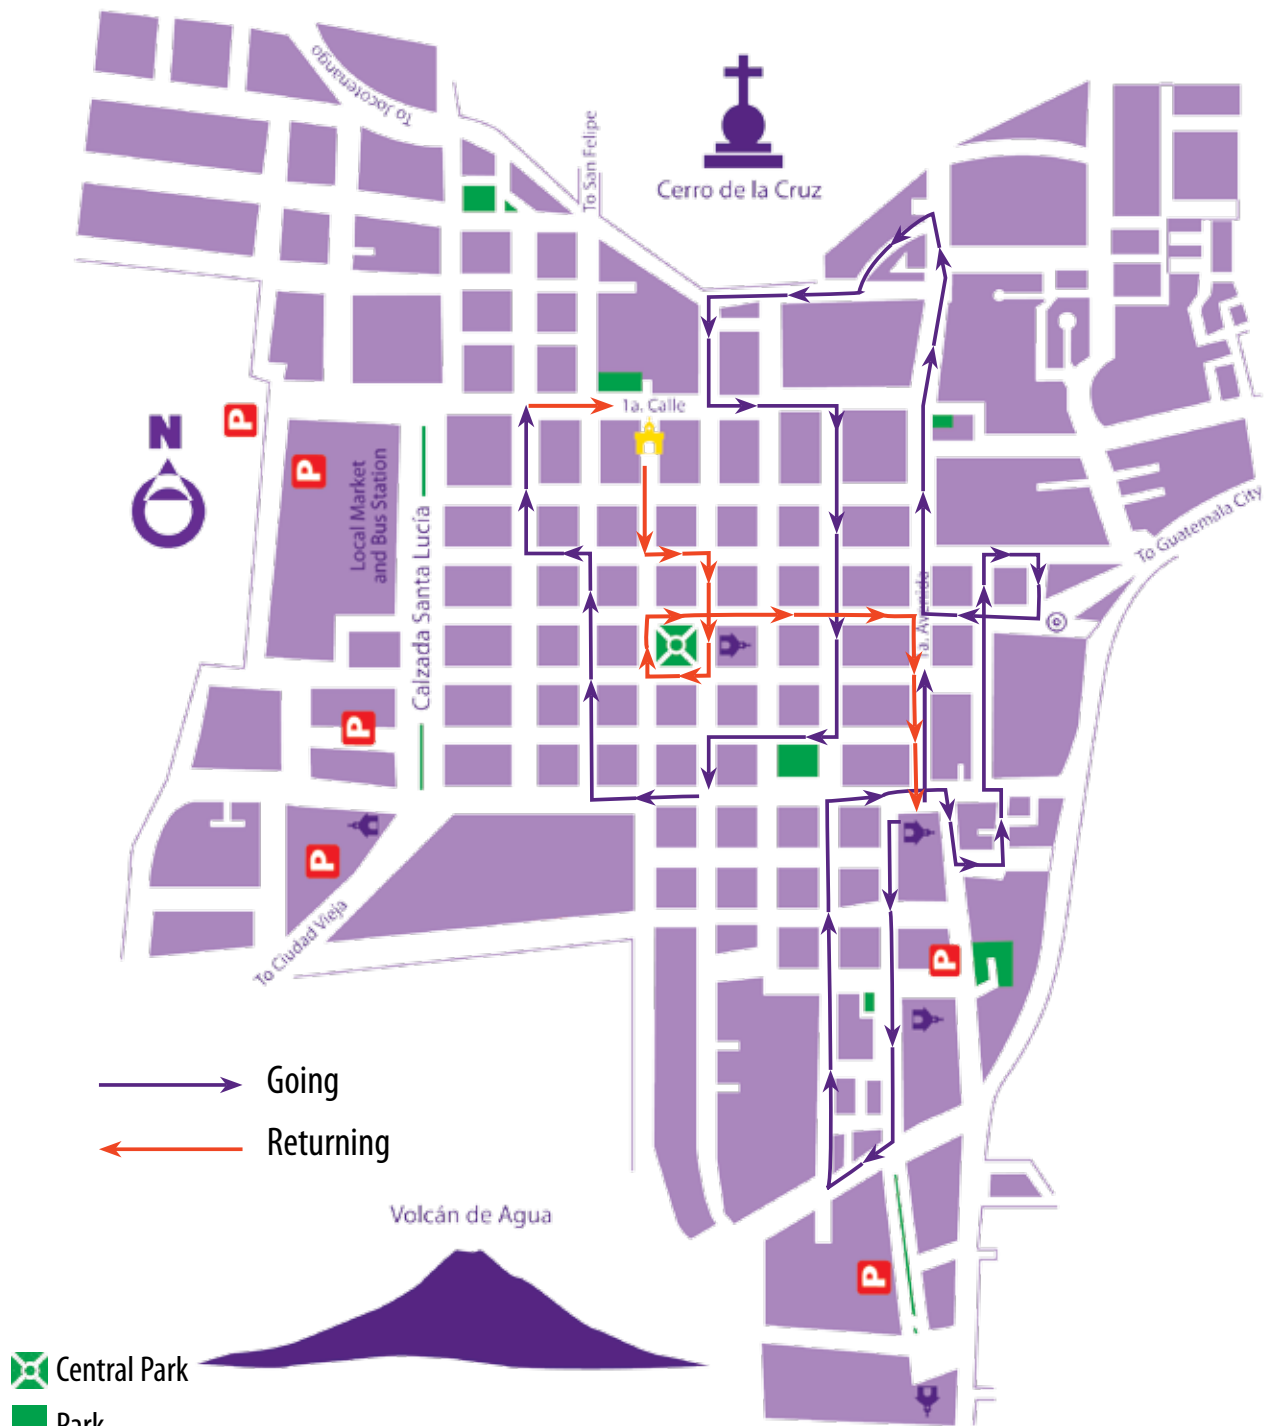 To Jocotenango
To San Felipe
Cerro de la Cruz
1a. Calle
N
P
P
Local Market
and Bus Station
Calzada Santa Lucía
To Guatemala City
1a. Avenida
P
P
To Ciudad Vieja
P
Going
Returning
Volcán de Agua
P
Central Park
Park